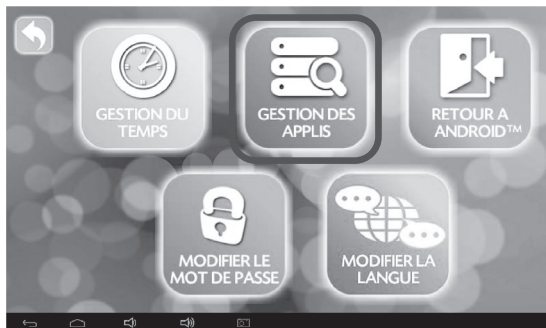 GESTION DU
TEMPS
GESTION DES
APPLIS
RETOUR A
ANDROID™
MODIFIER LE
MOT DE PASSE
MODIFIER LA
LANGUE